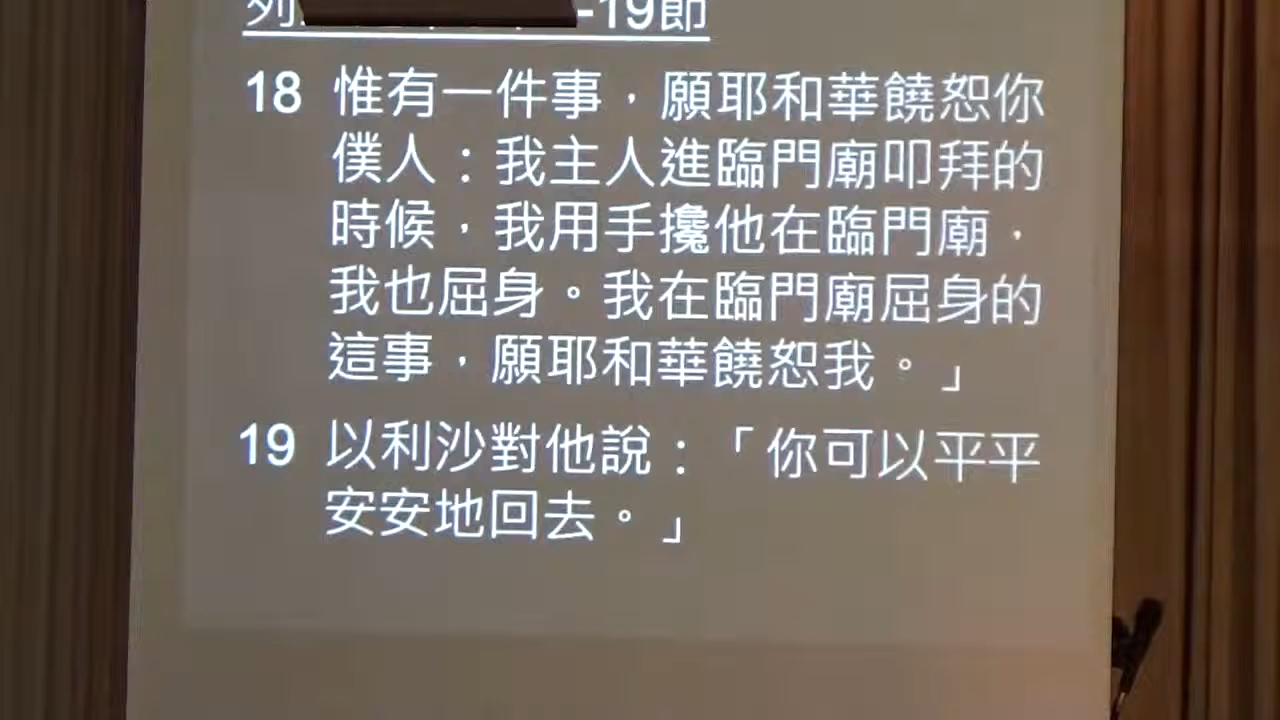 列 -19節
18 惟有一件事，願耶和華饒恕你
僕人：我主人進臨門廟叩拜的
時候，我用手攙他在臨門廟，
我也屈身。我在臨門廟屈身的
這事，願耶和華饒恕我。」
19 以利沙對他說：「你可以平平
安安地回去。」